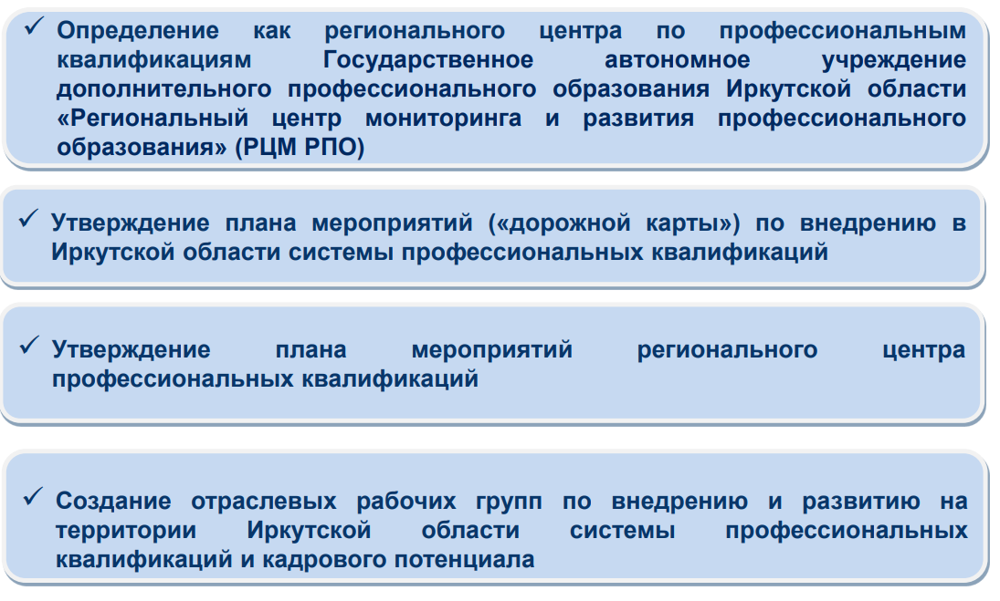 ✓ Определение как регионального центра по профессиональным
квалификациям Государственное автономное учреждение
дополнительного профессионального образования Иркутской области
«Региональный центр мониторинга и развития профессионального
образования» (РЦМ РПО)
✓ Утверждение плана мероприятий («дорожной карты») по внедрению в
Иркутской области системы профессиональных квалификаций
✓ Утверждение плана мероприятий регионального центра
профессиональных квалификаций
✓ Создание отраслевых рабочих групп по внедрению и развитию на
территории Иркутской области системы профессиональных
квалификаций и кадрового потенциала